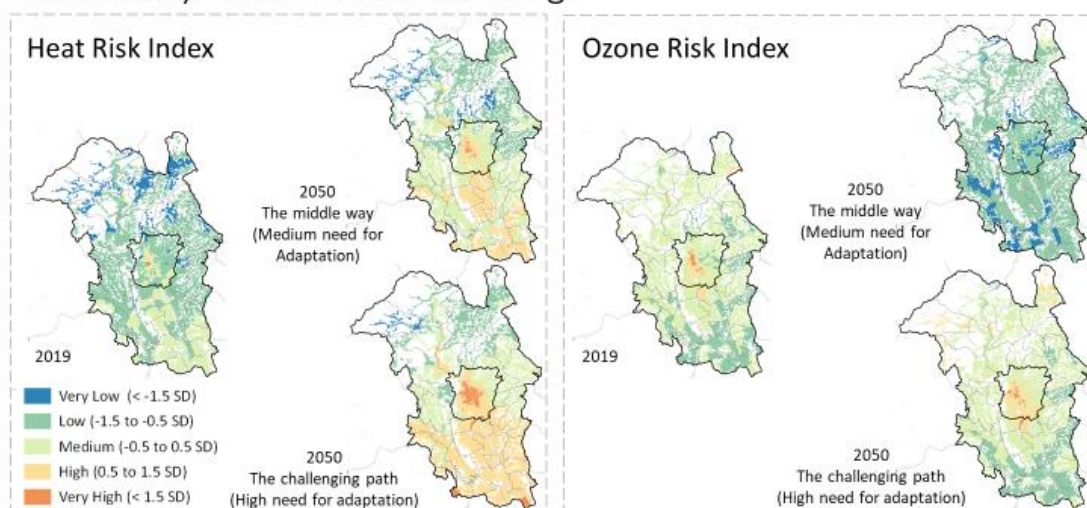 Heat Risk Index
2050
The middle way
(Medium need for
Adaptation)
2019
Very Low (< -1.5 SD)
Low (-1.5 to -0.5 SD)
Medium (-0.5 to 0.5 SD)
High (0.5 to 1.5 SD)
Very High (< 1.5 SD)
2050
The challenging path
(High need for adaptation)
Ozone Risk Index
2050
The middle way
(Medium need for
Adaptation)
2019
2050
The challenging path
(High need for adaptation)